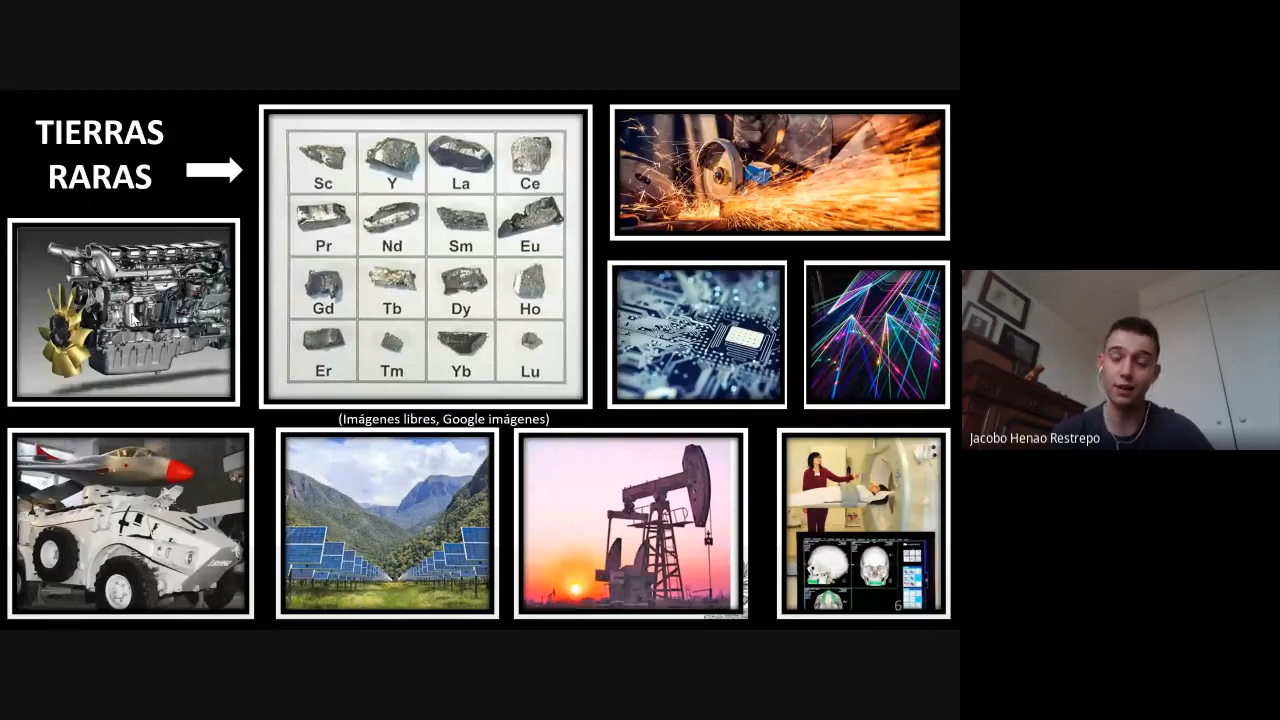 TIERRAS
RARAS
Sc Y La Ce
Pr Nd Sm Eu
Gd Tb Dy Ho
Er Tm Yb Lu
(Imágenes libres, Google imágenes)
6
Jacobo Henao Restrepo